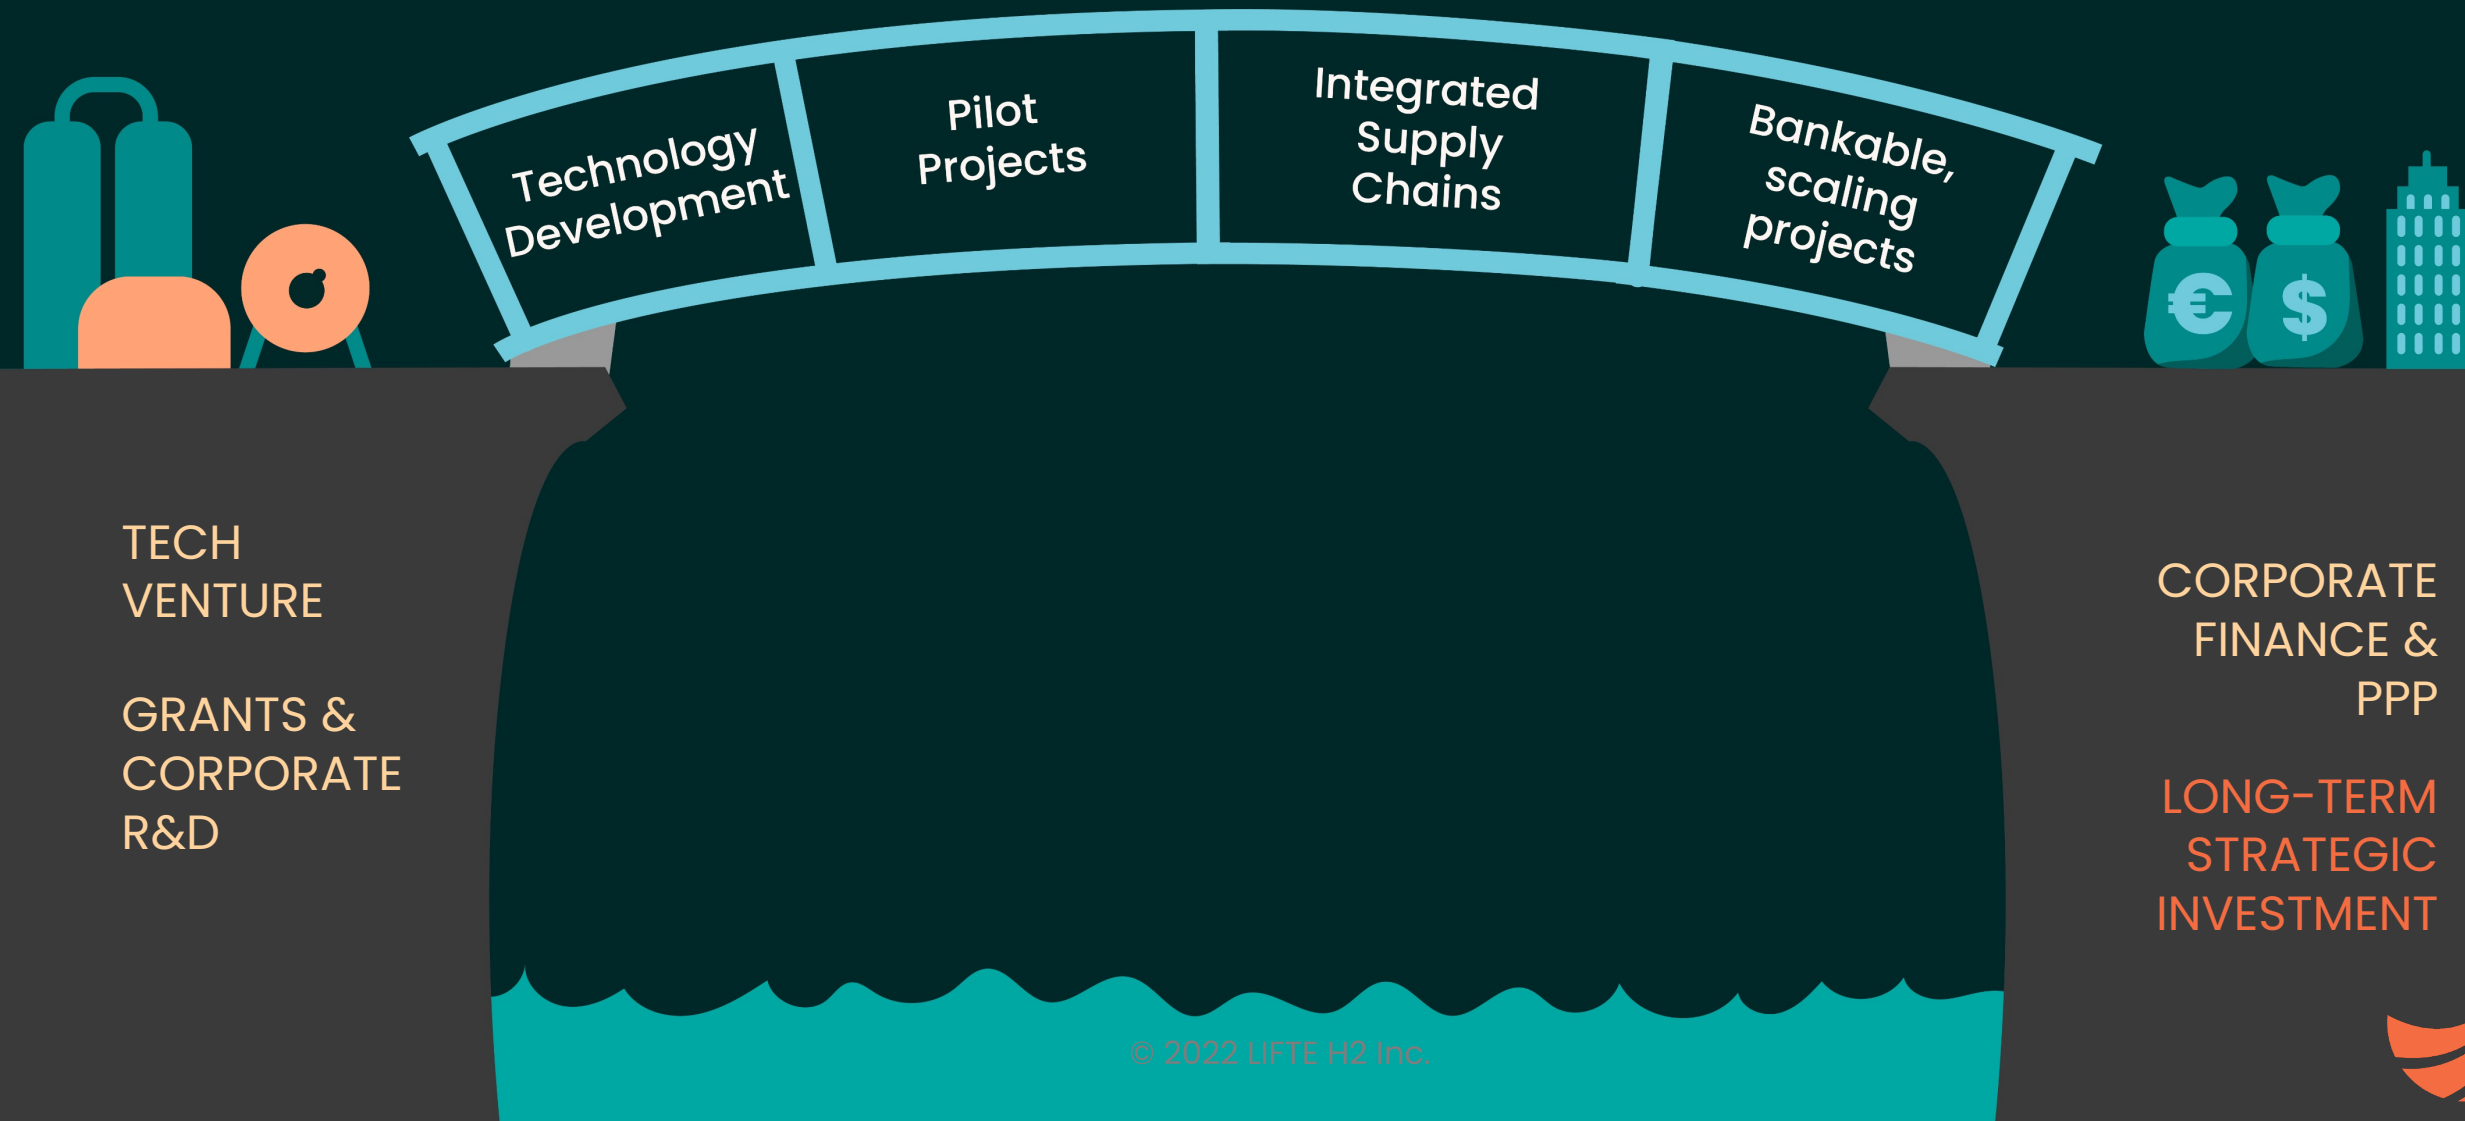 Technology
Development
Pilot
Projects
Integrated
Supply
Chains
Bankable,
scaling
projects
€
$
TECH
VENTURE
GRANTS &
CORPORATE
R&D
CORPORATE
FINANCE &
PPP
LONG-TERM
STRATEGIC
INVESTMENT
© 2022 LIFTE H2 Inc.